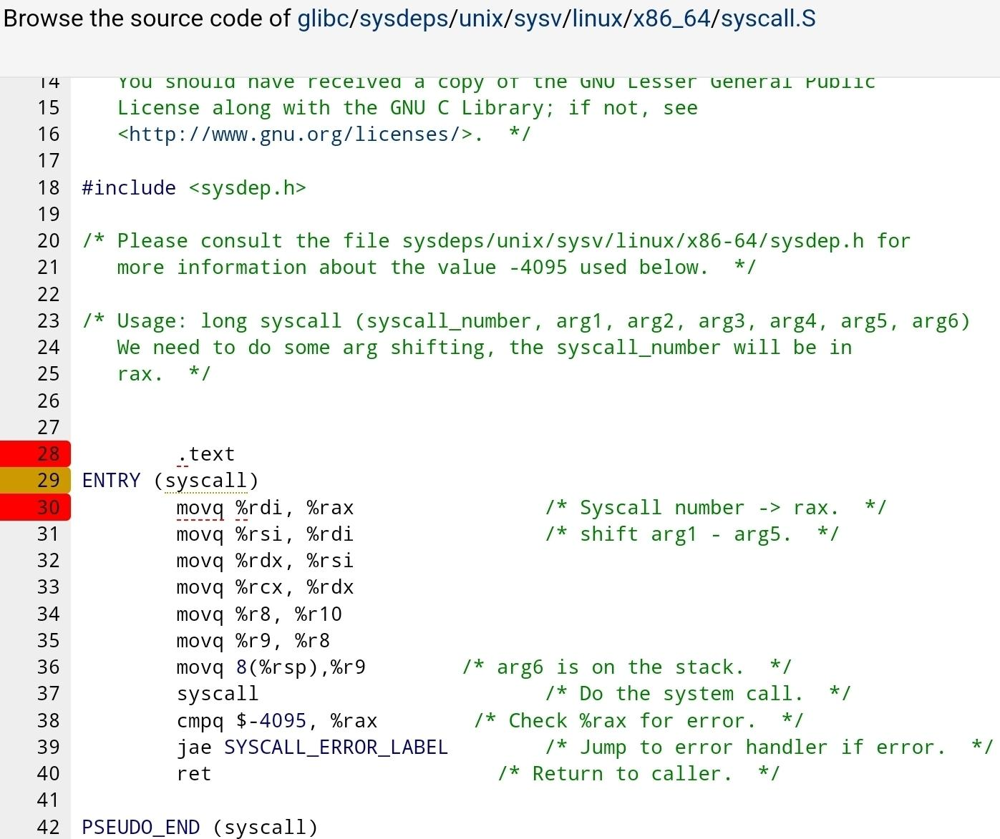 Browse the source code of glibc/sysdeps/unix/sysv/linux/x86_64/syscall.S
14 You should have received a copy of the GNU Lesser General Public
15 License along with the GNU C Library; if not, see
16 <http://www.gnu.org/licenses/>.  */
17
18 #include <sysdep.h>
19
20 /* Please consult the file sysdeps/unix/sysv/linux/x86-64/sysdep.h for
21 more information about the value -4095 used below.  */
22
23 /* Usage: long syscall (syscall_number, arg1, arg2, arg3, arg4, arg5, arg6)
24 We need to do some arg shifting, the syscall_number will be in
25 rax.  */
26
27
28 .text
29 ENTRY (syscall)
30 movq %rdi, %rax /* Syscall number -> rax.  */
31 movq %rsi, %rdi /* shift arg1 - arg5.  */
32 movq %rdx, %rsi
33 movq %rcx, %rdx
34 movq %r8, %r10
35 movq %r9, %r8
36 movq 8(%rsp),%r9 /* arg6 is on the stack.  */
37 syscall /* Do the system call.  */
38 cmpq $-4095, %rax /* Check %rax for error.  */
39 jae SYSCALL_ERROR_LABEL /* Jump to error handler if error.  */
40 ret /* Return to caller.  */
41
42 PSEUDO_END (syscall)